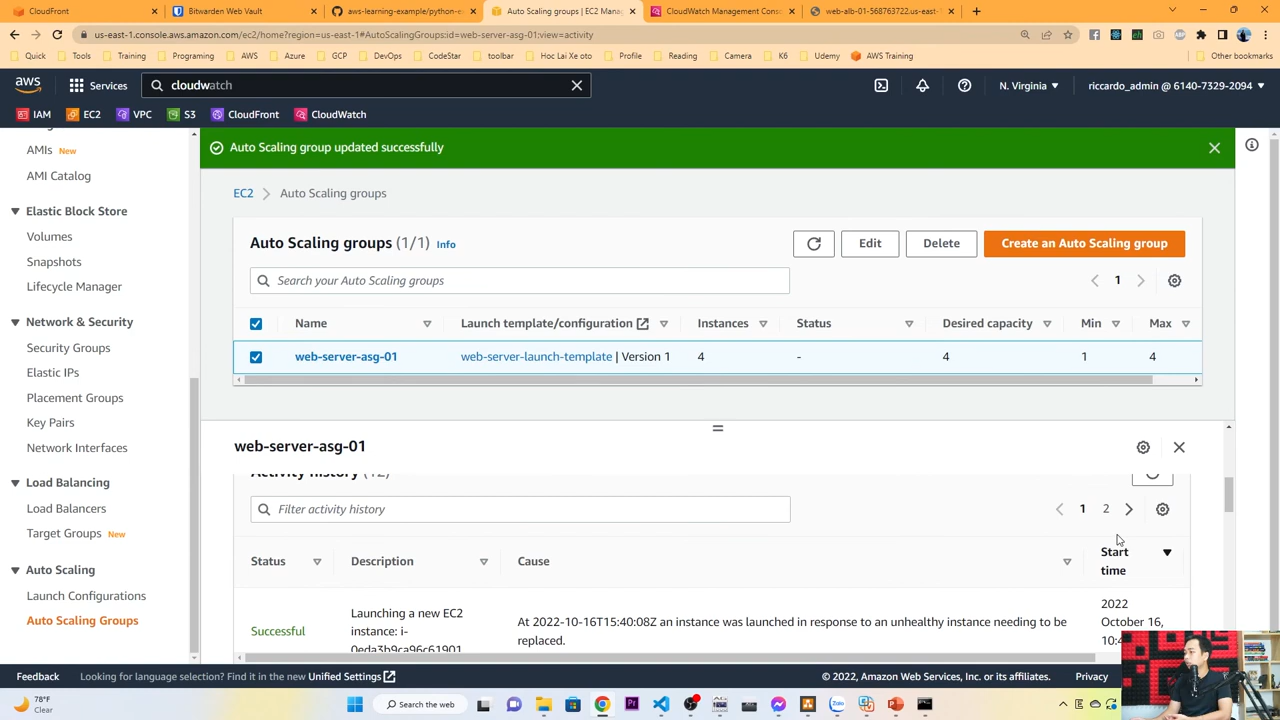 CloudFront
Bitwarden Web Vault
aws-learning-example/python-e
Auto Scaling groups | EC2 Mana
CloudWatch Management Conso
web-alb-01-568763722.us-east-1
us-east-1.console.aws.amazon.com/ec2/home?region=us-east-1#AutoScalingGroups:id=web-server-asg-01;view=activity
Quick
Tools
Training
Programing
AWS
Azure
GCP
DevOps
CodeStar
toolbar
Hoc Lai Xe oto
Profile
Reading
Camera
K6
Udemy
AWS Training
Other bookmarks
aws
Services
cloudwatch
N. Virginia
riccardo_admin @ 6140-7329-2094
IAM
EC2
VPC
S3
CloudFront
CloudWatch
AMIs New
AMI Catalog
Elastic Block Store
Volumes
Snapshots
Lifecycle Manager
Network & Security
Security Groups
Elastic IPs
Placement Groups
Key Pairs
Network Interfaces
Load Balancing
Load Balancers
Target Groups New
Auto Scaling
Launch Configurations
Auto Scaling Groups
Auto Scaling group updated successfully
EC2 > Auto Scaling groups
Auto Scaling groups (1/1) Info
Edit
Delete
Create an Auto Scaling group
Search your Auto Scaling groups
1
Name
Launch template/configuration
Instances
Status
Desired capacity
Min
Max
web-server-asg-01
web-server-launch-template | Version 1
4
-
4
1
4
web-server-asg-01
Activity history (12)
Filter activity history
1 2
Status
Description
Cause
Start time
Successful
Launching a new EC2
instance: i-
0eda3b9ca96c61901
At 2022-10-16T15:40:08Z an instance was launched in response to an unhealthy instance needing to be
replaced.
2022
October 16,
Feedback
Looking for language selection? Find it in the new Unified Settings
© 2022, Amazon Web Services, Inc. or its affiliates.
Privacy
78°F
Clear
Search the web